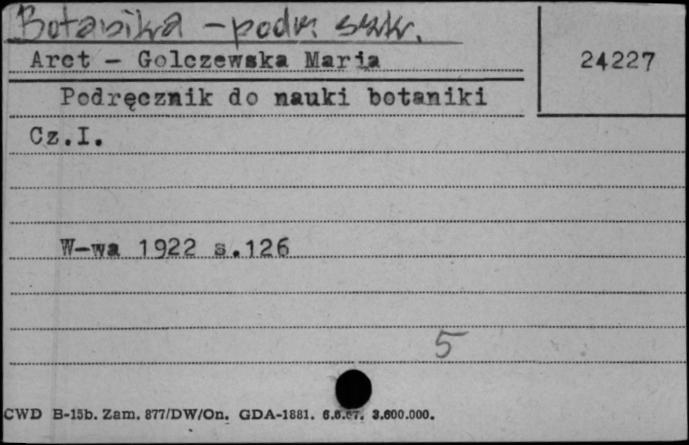 Botanika - podr. szk.
Arct - Golczewska Maria
24227
Podręcznik do nauki botaniki
Cz.I.
W-wa 1922 s.126
5
CWD B-15b. Zam. 877/DW/On. GDA-1881. 6.6.67. 3.600.000.